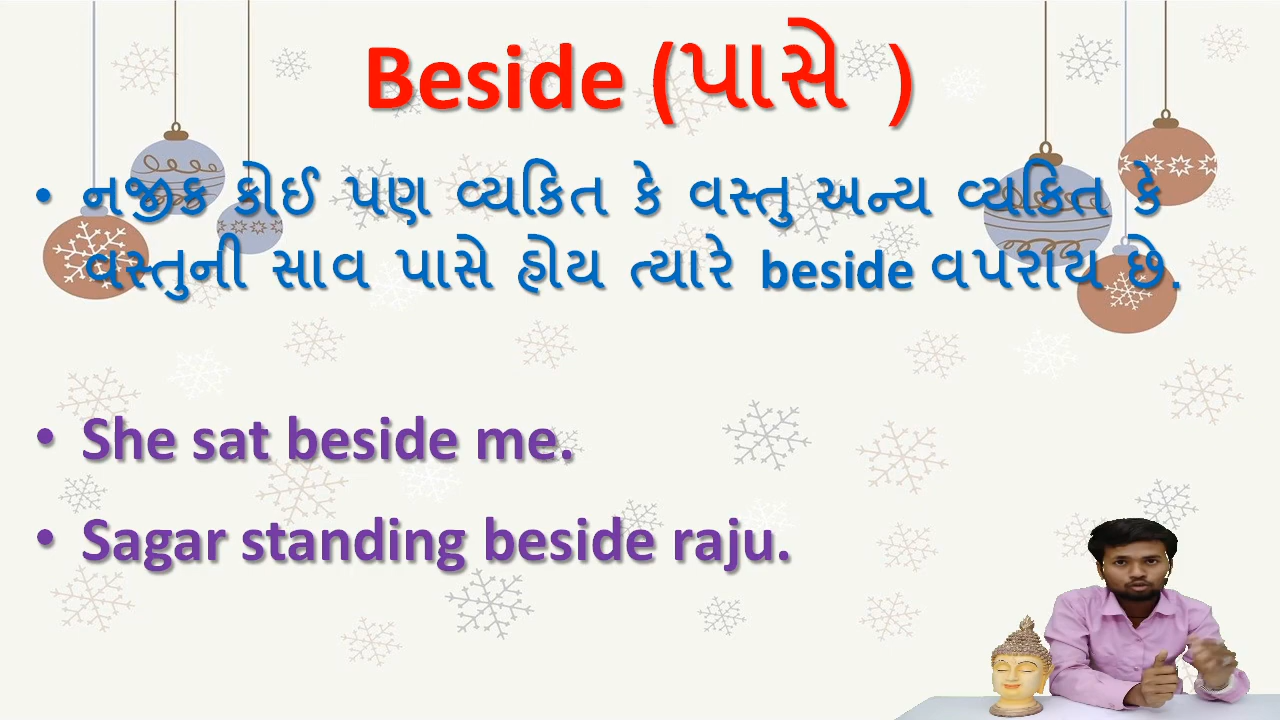 Beside (પાસે )
• નજીક કોઈ પણ વ્યકિત કે વસ્તુ અન્ય વ્યકિત કે
વસ્તુની સાવ પાસે હોય ત્યારે beside વપરાય છે.
• She sat beside me.
• Sagar standing beside raju.